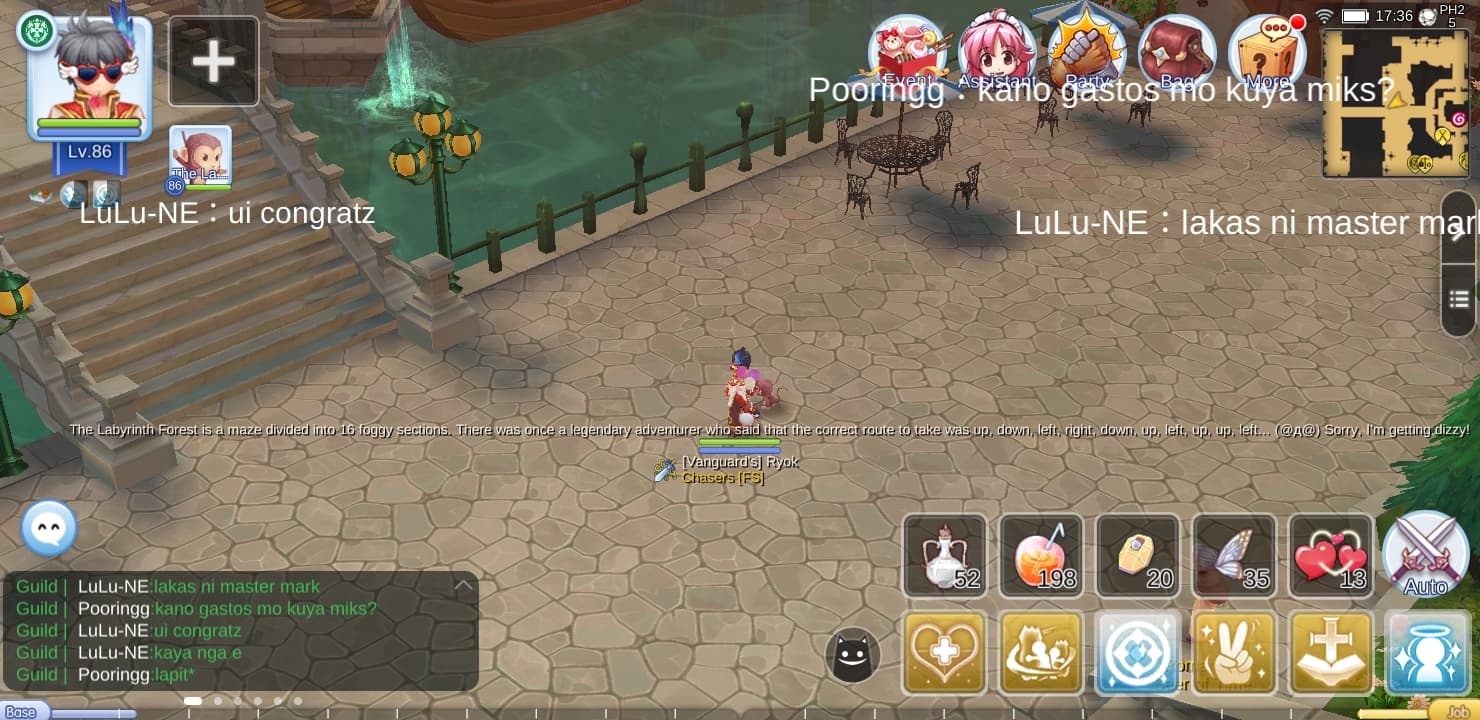 Event
Assistant
Party
Bag
More
17:36
PH2
5
Pooringg：kano gastos mo kuya miks?
Lv.86
The La...
86
LuLu-NE：ui congratz
LuLu-NE：lakas ni master mark
The Labyrinth Forest is a maze divided into 16 foggy sections. There was once a legendary adventurer who said that the correct route to take was up, down, left, right, down, up, left, up, up, left... (@д@) Sorry, I'm getting dizzy!
[Vanguard's] Ryok
Chasers [FS]
52
198
20
35
13
Auto
Guild | LuLu-NE:lakas ni master mark
Guild | Pooringg:kano gastos mo kuya miks?
Guild | LuLu-NE:ui congratz
Guild | LuLu-NE:kaya nga e
Guild | Pooringg:lapit*
Base
Job